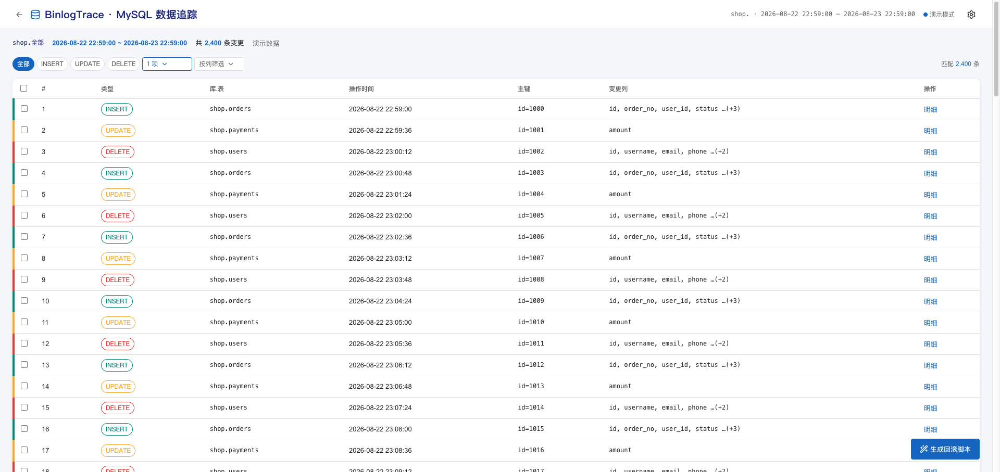 BinlogTrace · MySQL 数据追踪
shop. · 2026-08-22 22:59:00 — 2026-08-23 22:59:00 演示模式
shop.全部 2026-08-22 22:59:00 ~ 2026-08-23 22:59:00 共 2,400 条变更 演示数据
全部 INSERT UPDATE DELETE 1 项 按列筛选 匹配 2,400 条
# 类型 库.表 操作时间 主键 变更列 操作
1 INSERT shop.orders 2026-08-22 22:59:00 id=1000 id, order_no, user_id, status …(+3) 明细
2 UPDATE shop.payments 2026-08-22 22:59:36 id=1001 amount 明细
3 DELETE shop.users 2026-08-22 23:00:12 id=1002 id, username, email, phone …(+2) 明细
4 INSERT shop.orders 2026-08-22 23:00:48 id=1003 id, order_no, user_id, status …(+3) 明细
5 UPDATE shop.payments 2026-08-22 23:01:24 id=1004 amount 明细
6 DELETE shop.users 2026-08-22 23:02:00 id=1005 id, username, email, phone …(+2) 明细
7 INSERT shop.orders 2026-08-22 23:02:36 id=1006 id, order_no, user_id, status …(+3) 明细
8 UPDATE shop.payments 2026-08-22 23:03:12 id=1007 amount 明细
9 DELETE shop.users 2026-08-22 23:03:48 id=1008 id, username, email, phone …(+2) 明细
10 INSERT shop.orders 2026-08-22 23:04:24 id=1009 id, order_no, user_id, status …(+3) 明细
11 UPDATE shop.payments 2026-08-22 23:05:00 id=1010 amount 明细
12 DELETE shop.users 2026-08-22 23:05:36 id=1011 id, username, email, phone …(+2) 明细
13 INSERT shop.orders 2026-08-22 23:06:12 id=1012 id, order_no, user_id, status …(+3) 明细
14 UPDATE shop.payments 2026-08-22 23:06:48 id=1013 amount 明细
15 DELETE shop.users 2026-08-22 23:07:24 id=1014 id, username, email, phone …(+2) 明细
16 INSERT shop.orders 2026-08-22 23:08:00 id=1015 id, order_no, user_id, status …(+3) 明细
17 UPDATE shop.payments 2026-08-22 23:08:36 id=1016 amount
生成回滚脚本
18 DELETE shop.users 2026-08-22 23:09:12 id=1017 id, username, email, phone …(+2) 明细